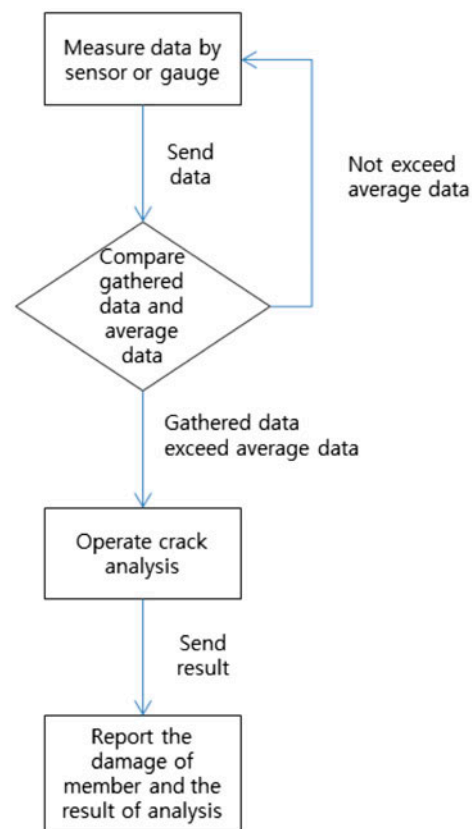 Measure data by
sensor or gauge
Send
data
Not exceed
average data
Compare
gathered
data and
average
data
Gathered data
exceed average data
Operate crack
analysis
Send
result
Report the
damage of
member and the
result of analysis